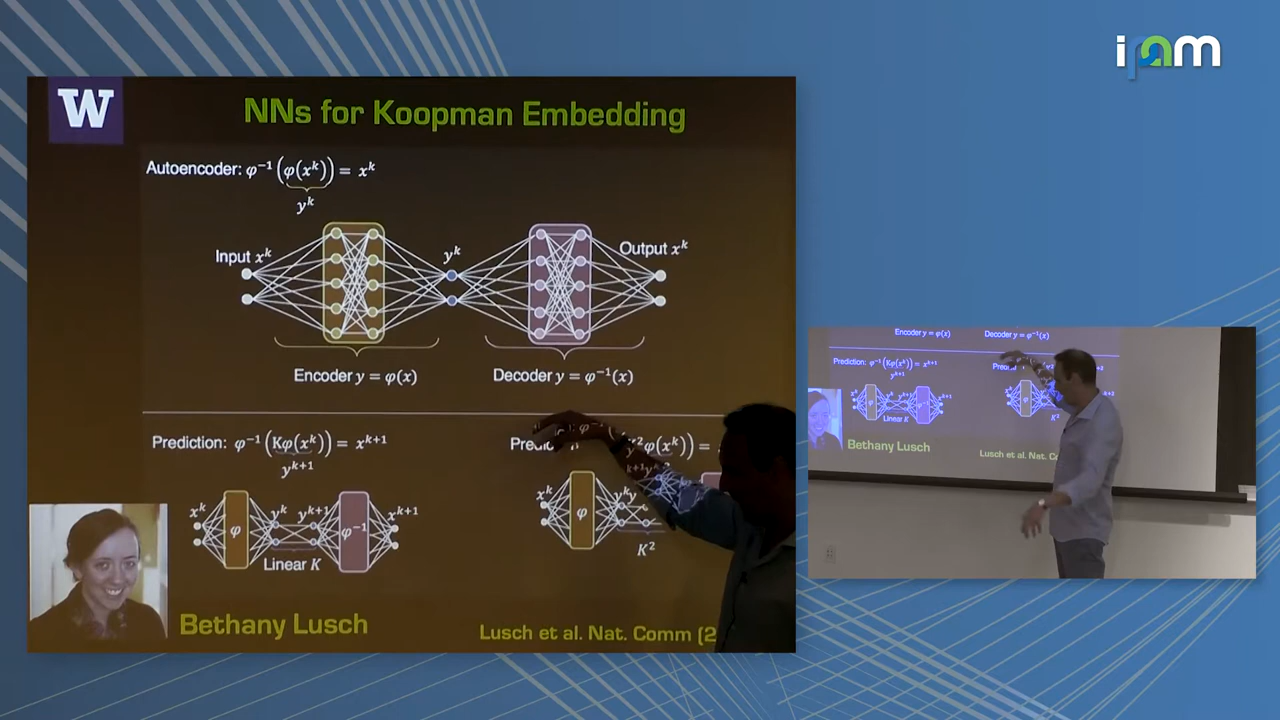 ipam
W
NNs for Koopman Embedding
Autoencoder: φ⁻¹(φ(xᵏ)) = xᵏ
yᵏ
Input xᵏ
yᵏ
Output xᵏ
Encoder y = φ(x)
Decoder y = φ⁻¹(x)
Prediction: φ⁻¹(Kφ(xᵏ)) = xᵏ⁺¹
yᵏ⁺¹
xᵏ φ yᵏ yᵏ⁺¹ φ⁻¹ xᵏ⁺¹
Linear K
φ(xᵏ)) =
xᵏ φ
K²
Bethany Lusch
Lusch et al. Nat. Comm (2
Encoder y = φ(x)
Decoder y = φ⁻¹(x)
Prediction: φ⁻¹(Kφ(xᵏ)) = xᵏ⁺¹
yᵏ⁺¹
Linear K
K²
Bethany Lusch
Lusch et al. Nat. Co